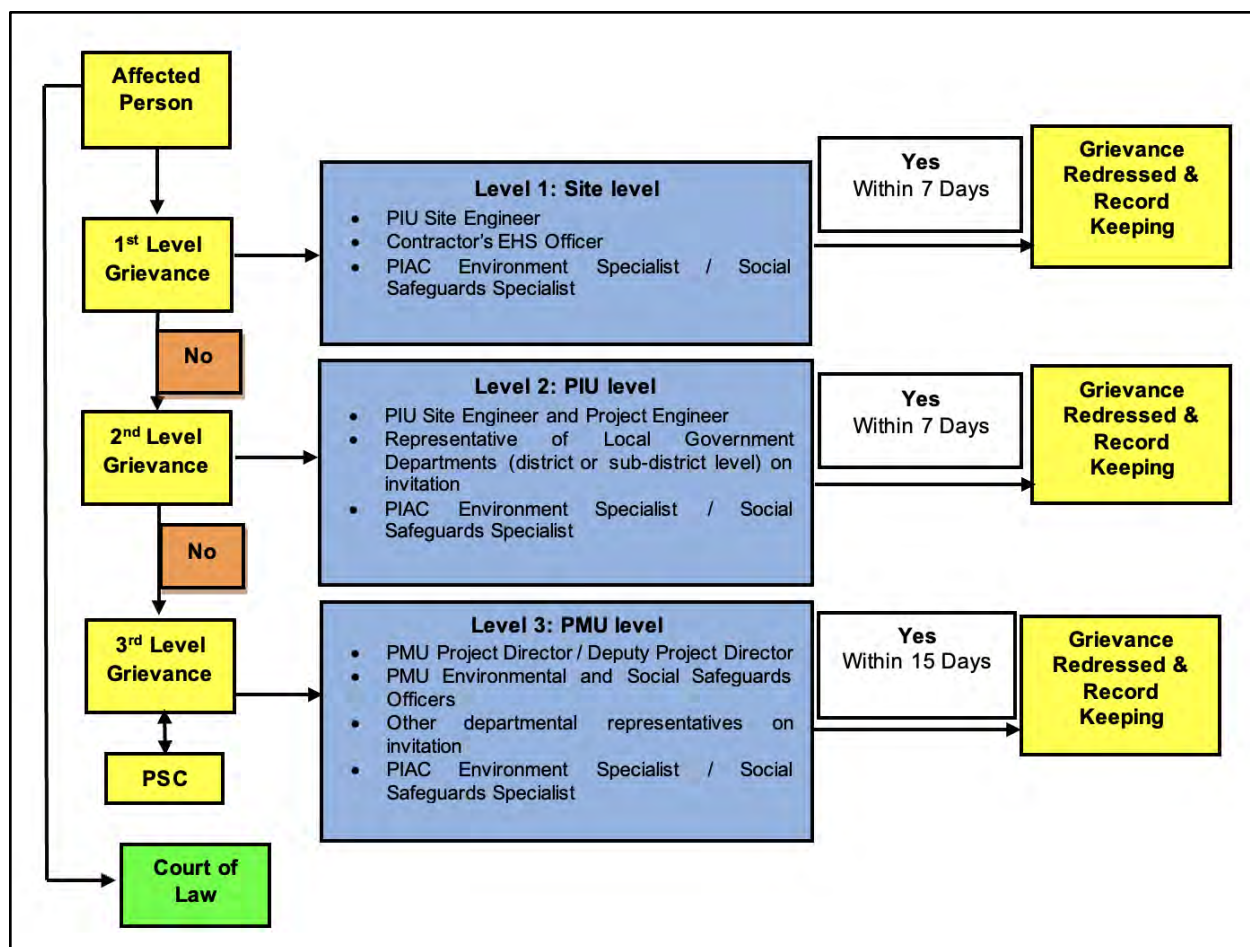 Affected
Person
1st Level
Grievance
Level 1: Site level
• PIU Site Engineer
• Contractor's EHS Officer
• PIAC Environment Specialist / Social
Safeguards Specialist
Yes
Within 7 Days
Grievance
Redressed &
Record
Keeping
No
2nd Level
Grievance
Level 2: PIU level
• PIU Site Engineer and Project Engineer
• Representative of Local Government
Departments (district or sub-district level) on
invitation
• PIAC Environment Specialist / Social
Safeguards Specialist
Yes
Within 7 Days
Grievance
Redressed &
Record
Keeping
No
3rd Level
Grievance
Level 3: PMU level
• PMU Project Director / Deputy Project Director
• PMU Environmental and Social Safeguards
Officers
• Other departmental representatives on
invitation
• PIAC Environment Specialist / Social
Safeguards Specialist
Yes
Within 15 Days
Grievance
Redressed &
Record
Keeping
PSC
Court of
Law